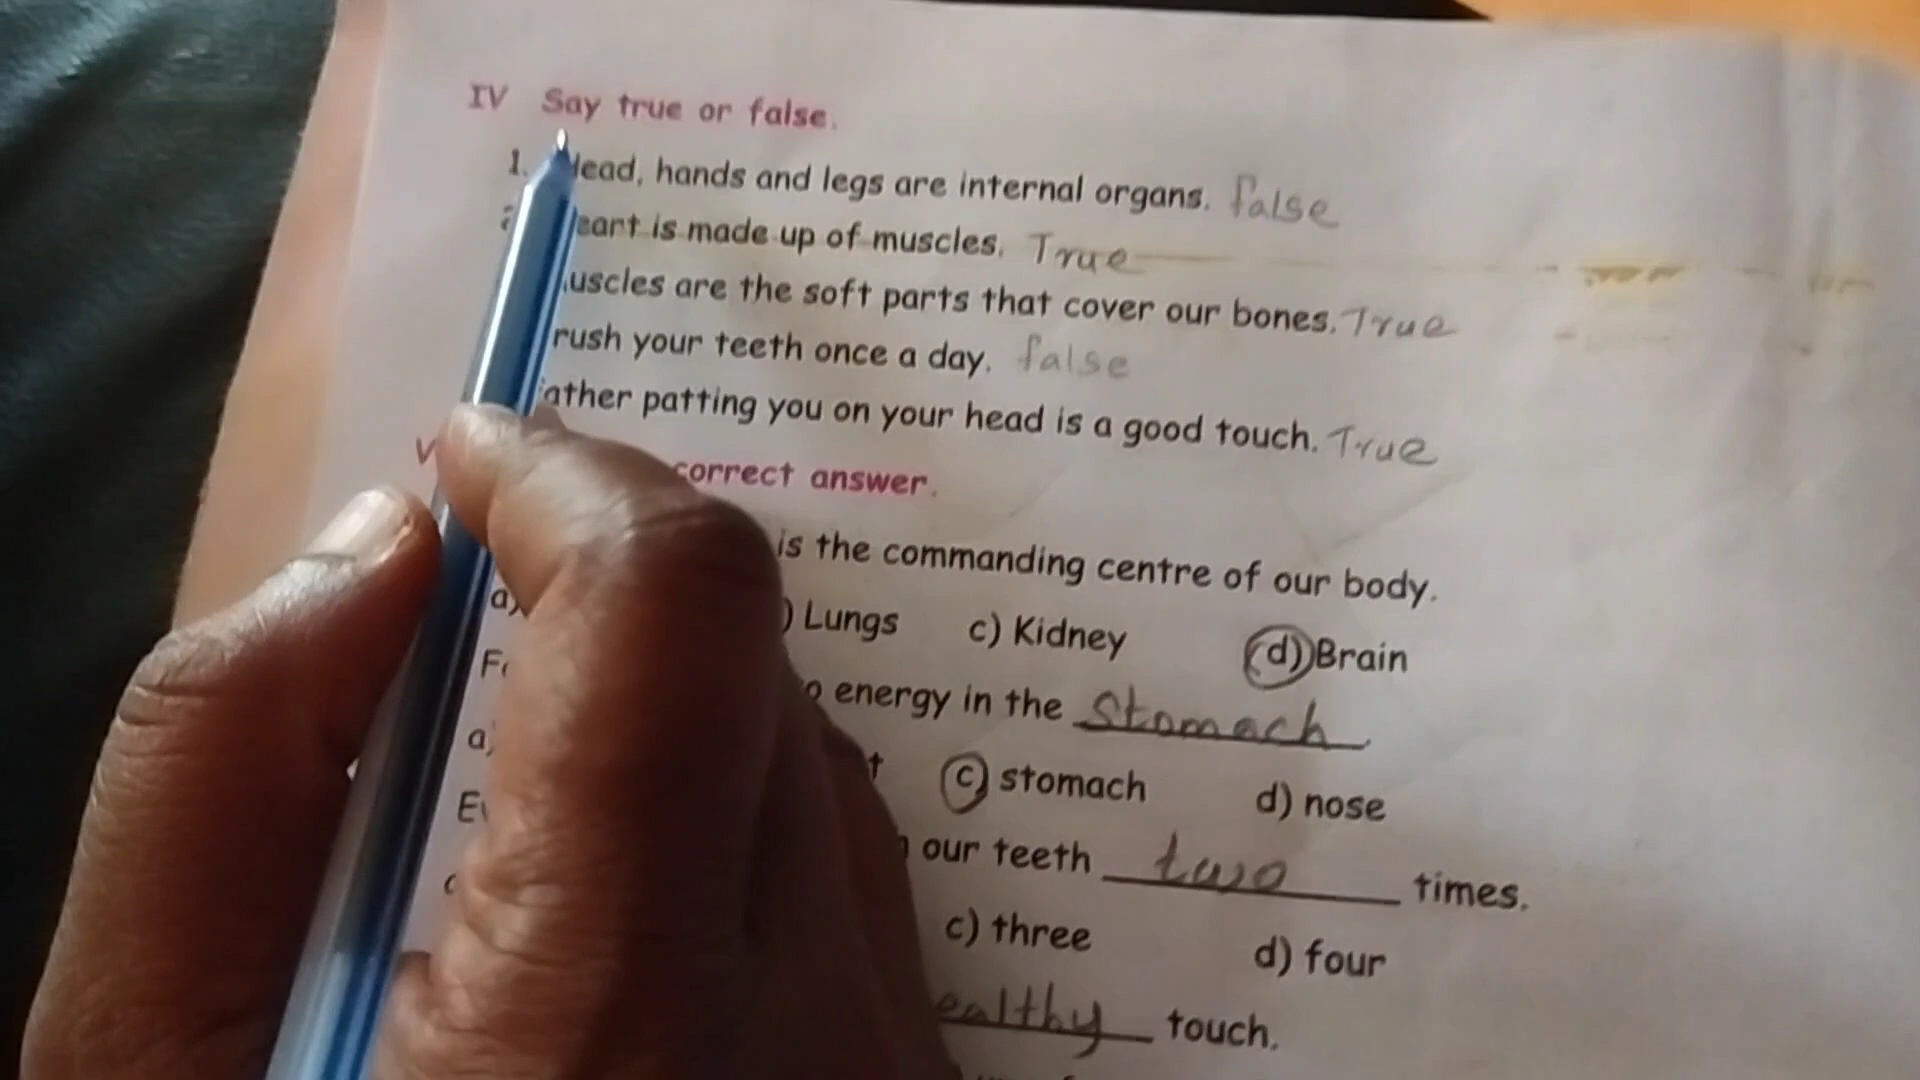 IV Say true or false.
1. Head, hands and legs are internal organs. false
eart is made up of muscles. True
uscles are the soft parts that cover our bones. True
rush your teeth once a day. false
ather patting you on your head is a good touch. True
V correct answer.
is the commanding centre of our body.
a) ) Lungs c) Kidney d) Brain
energy in the stomach
a) c) stomach d) nose
our teeth two times.
c) three d) four
ealthy touch.